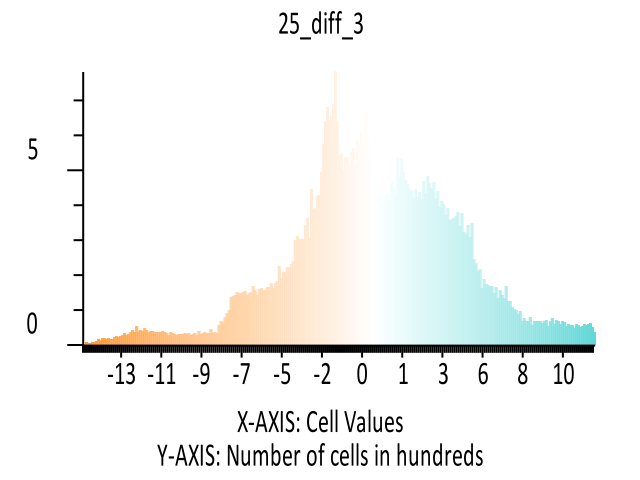 25_diff_3
5
0
-13 -11 -9 -7 -5 -2 0 1 3 6 8 10
X-AXIS: Cell Values
Y-AXIS: Number of cells in hundreds